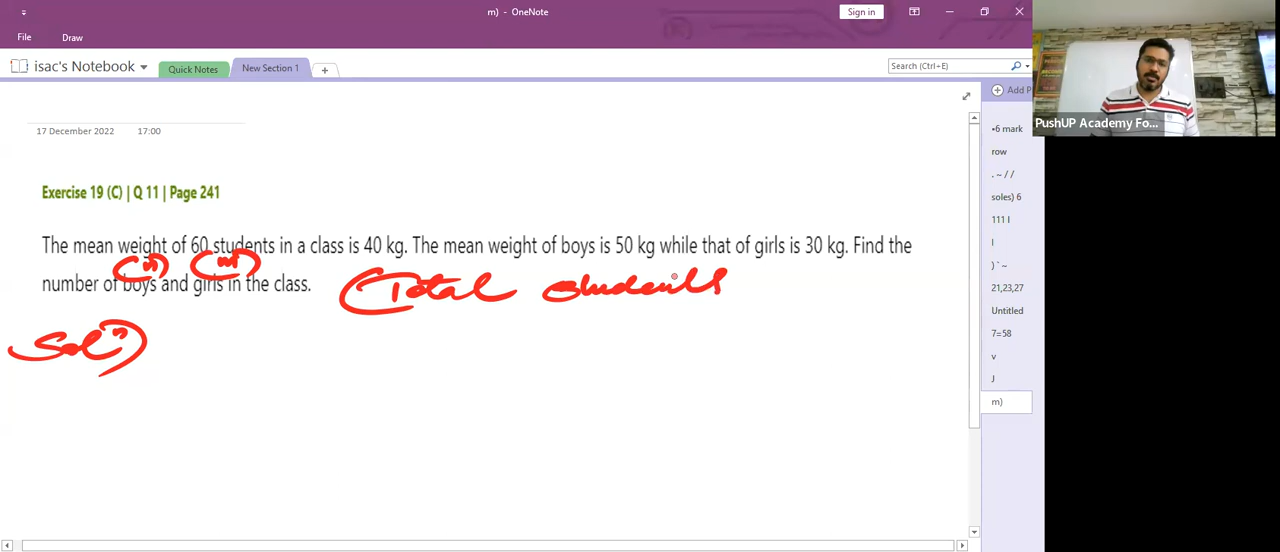 m) - OneNote
Sign in
File
Draw
isac's Notebook
Quick Notes
New Section 1
Search (Ctrl+E)
Add P
17 December 2022 17:00
Exercise 19 (C) | Q 11 | Page 241
The mean weight of 60 students in a class is 40 kg. The mean weight of boys is 50 kg while that of girls is 30 kg. Find the
number of boys and girls in the class.
(Total students
Soln)
PushUP Academy Fo...
•6 mark
row
. ~ / /
soles) 6
111 I
I
) ` ~
21,23,27
Untitled
7=58
v
J
m)